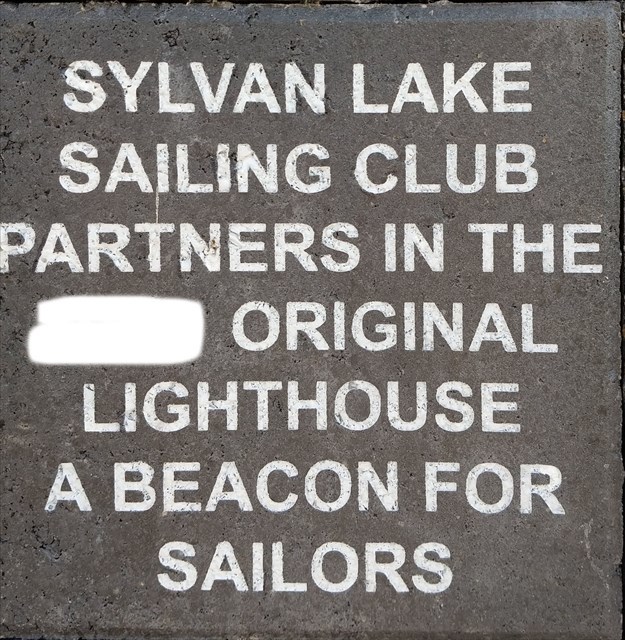 SYLVAN LAKE
SAILING CLUB
PARTNERS IN THE
ORIGINAL
LIGHTHOUSE
A BEACON FOR
SAILORS